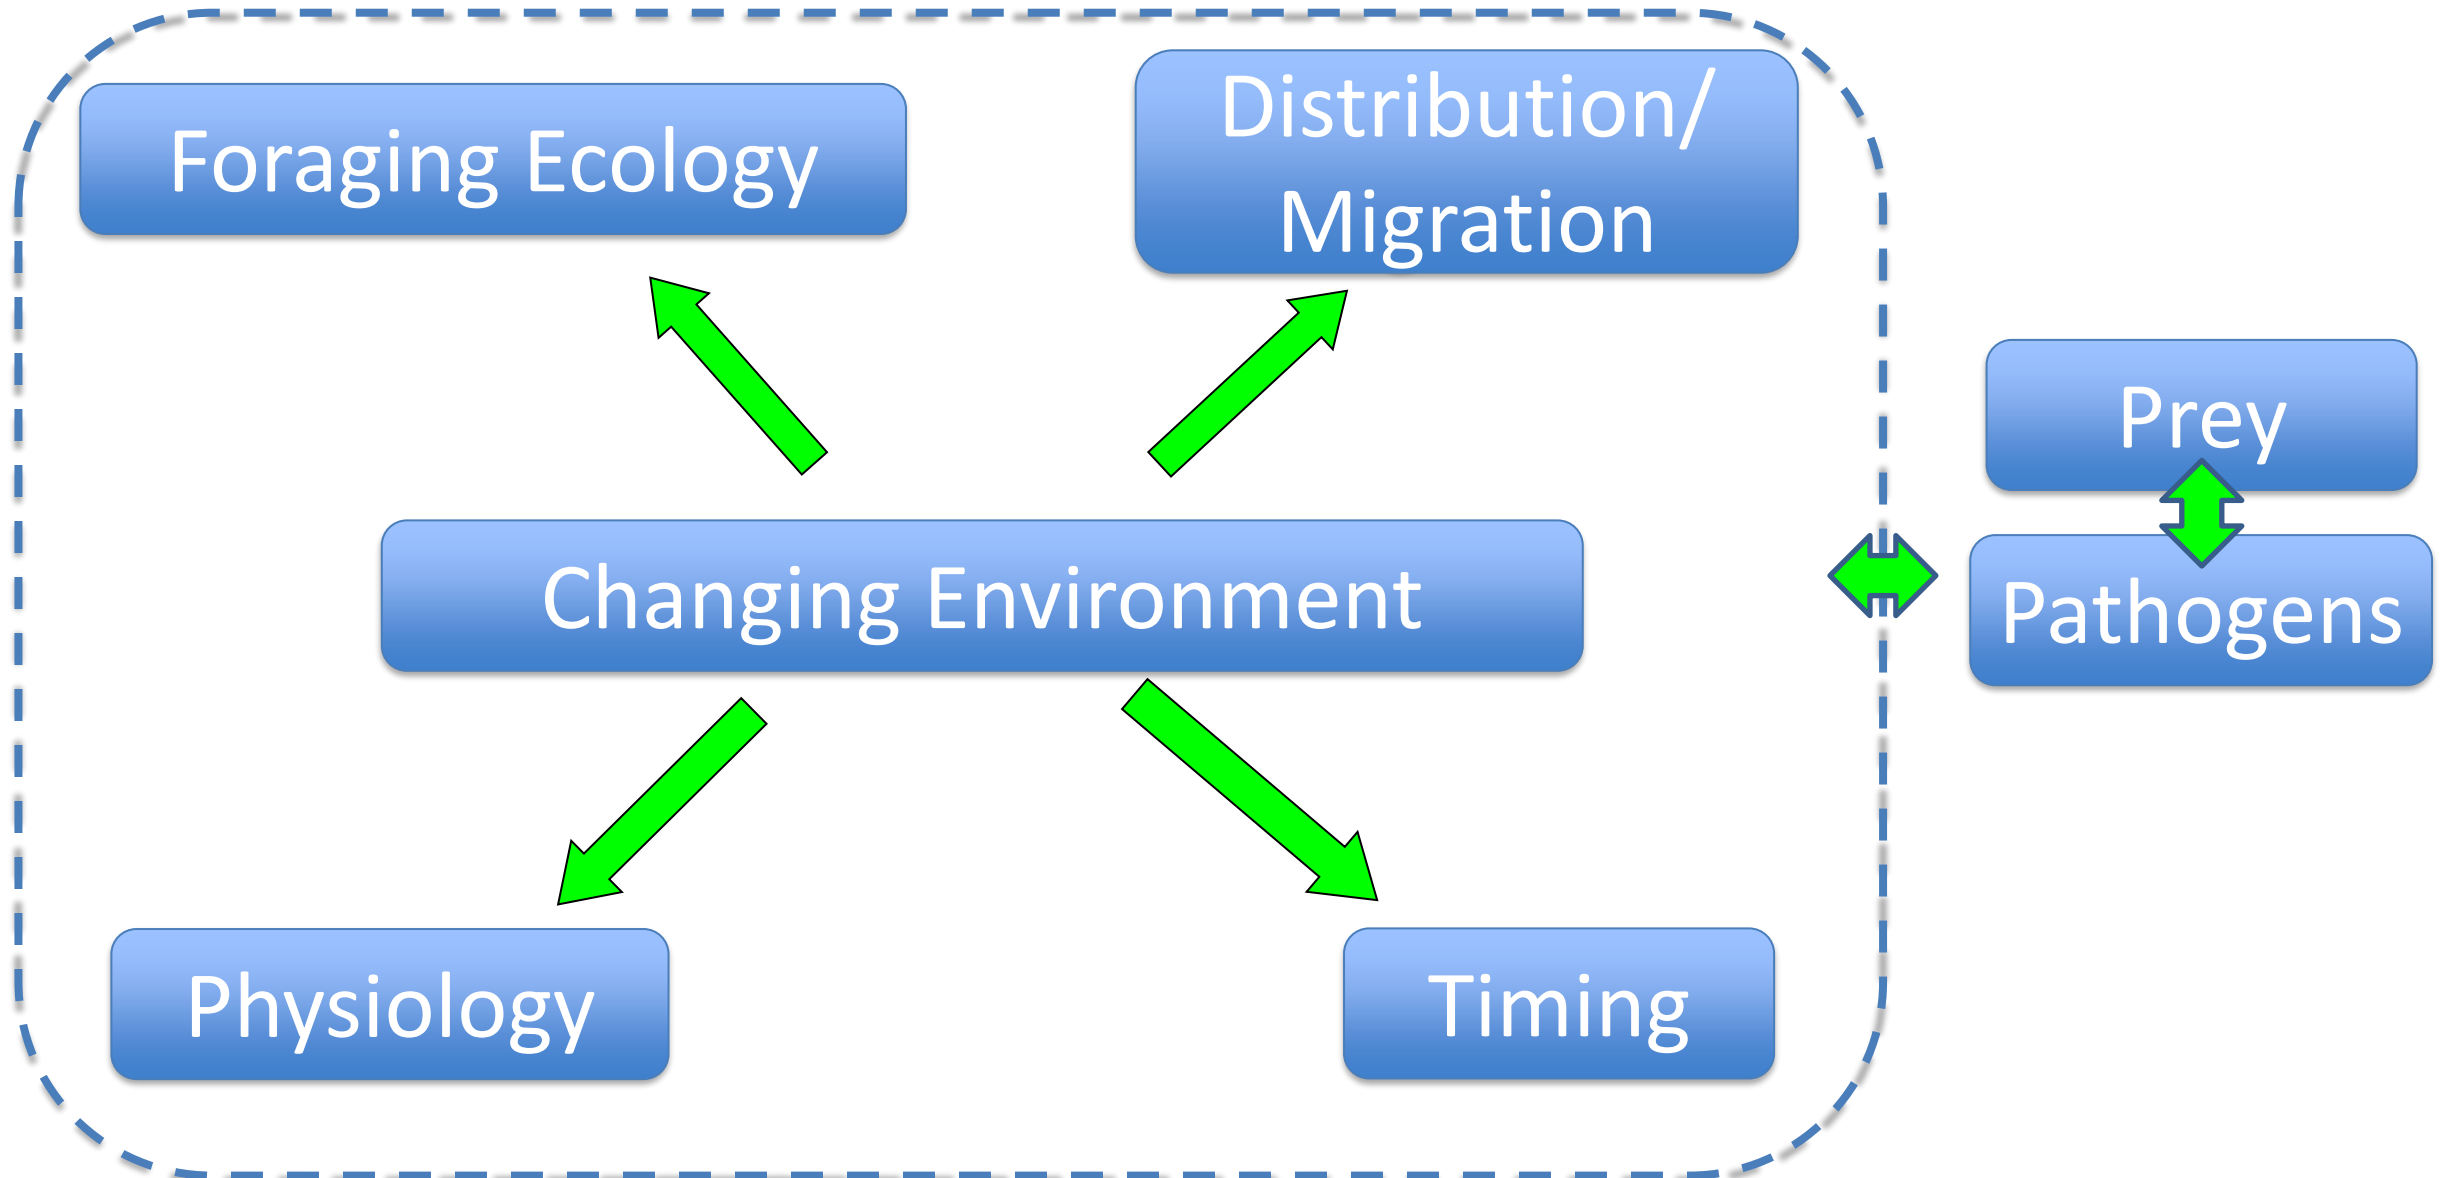 Foraging Ecology
Distribution/
Migration
Prey
Changing Environment
Pathogens
Physiology
Timing